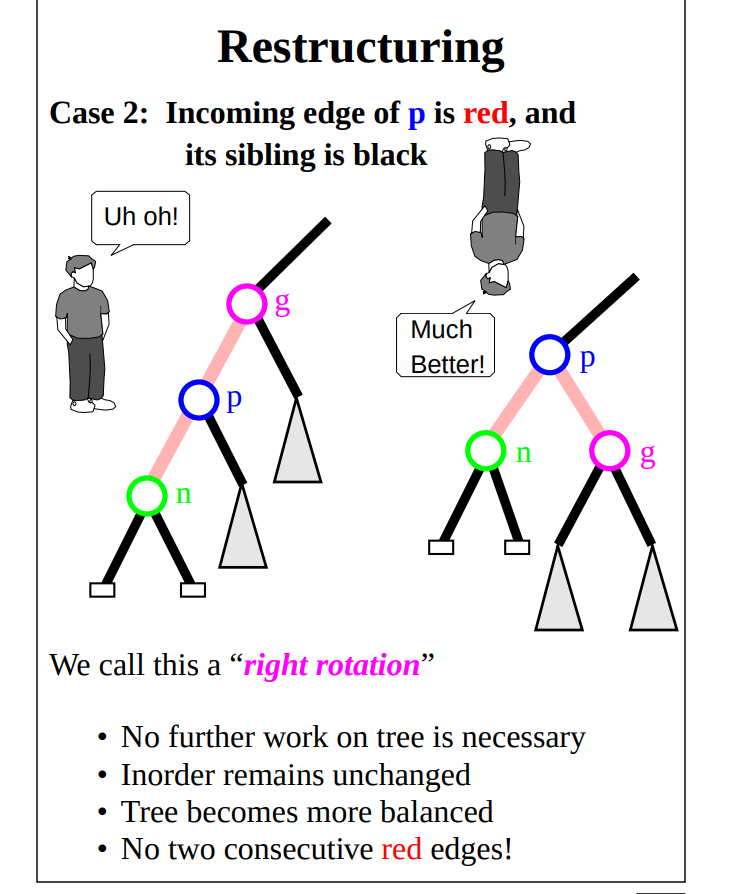 Restructuring
Case 2: Incoming edge of p is red, and
its sibling is black
Uh oh!
g
p
n
Much
Better!
p
n
g
We call this a “right rotation”
• No further work on tree is necessary
• Inorder remains unchanged
• Tree becomes more balanced
• No two consecutive red edges!